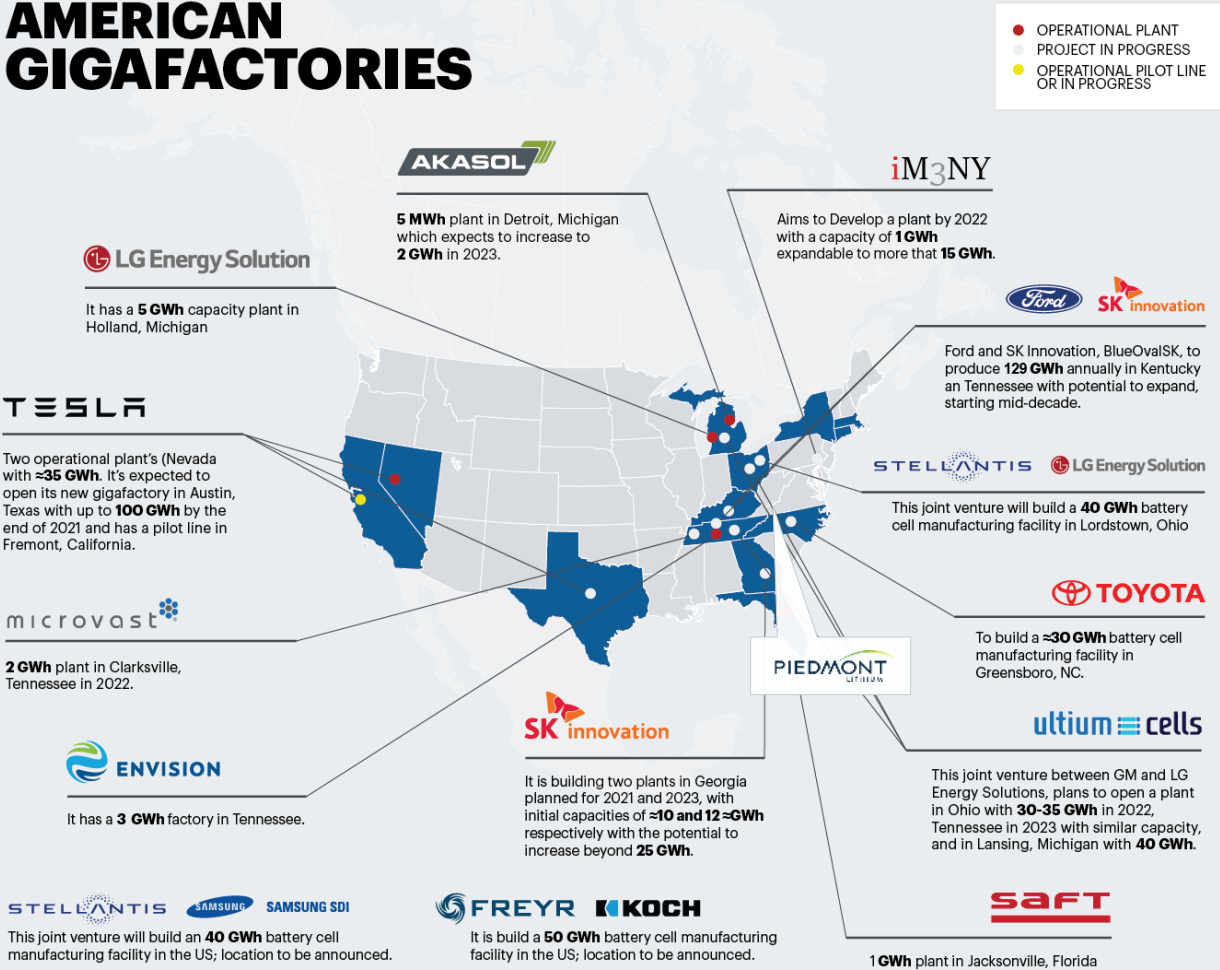 AMERICAN
GIGAFACTORIES
OPERATIONAL PLANT
PROJECT IN PROGRESS
OPERATIONAL PILOT LINE
OR IN PROGRESS
AKASOL
5 MWh plant in Detroit, Michigan
which expects to increase to
2 GWh in 2023.
iM3NY
Aims to Develop a plant by 2022
with a capacity of 1 GWh
expandable to more that 15 GWh.
LG Energy Solution
It has a 5 GWh capacity plant in
Holland, Michigan
Ford SK innovation
Ford and SK Innovation, BlueOvalSK, to
produce 129 GWh annually in Kentucky
an Tennessee with potential to expand,
starting mid-decade.
TESLA
Two operational plant's (Nevada
with ≈35 GWh. It's expected to
open its new gigafactory in Austin,
Texas with up to 100 GWh by the
end of 2021 and has a pilot line in
Fremont, California.
STELLANTIS LG Energy Solution
This joint venture will build a 40 GWh battery
cell manufacturing facility in Lordstown, Ohio
microvast
2 GWh plant in Clarksville,
Tennessee in 2022.
TOYOTA
To build a ≈30 GWh battery cell
manufacturing facility in
Greensboro, NC.
PIEDMONT
LITHIUM
ENVISION
It has a 3 GWh factory in Tennessee.
SK innovation
It is building two plants in Georgia
planned for 2021 and 2023, with
initial capacities of ≈10 and 12 ≈GWh
respectively with the potential to
increase beyond 25 GWh.
ultium cells
This joint venture between GM and LG
Energy Solutions, plans to open a plant
in Ohio with 30-35 GWh in 2022,
Tennessee in 2023 with similar capacity,
and in Lansing, Michigan with 40 GWh.
STELLANTIS SAMSUNG SAMSUNG SDI
This joint venture will build an 40 GWh battery cell
manufacturing facility in the US; location to be announced.
FREYR KOCH
It is build a 50 GWh battery cell manufacturing
facility in the US; location to be announced.
saft
1 GWh plant in Jacksonville, Florida